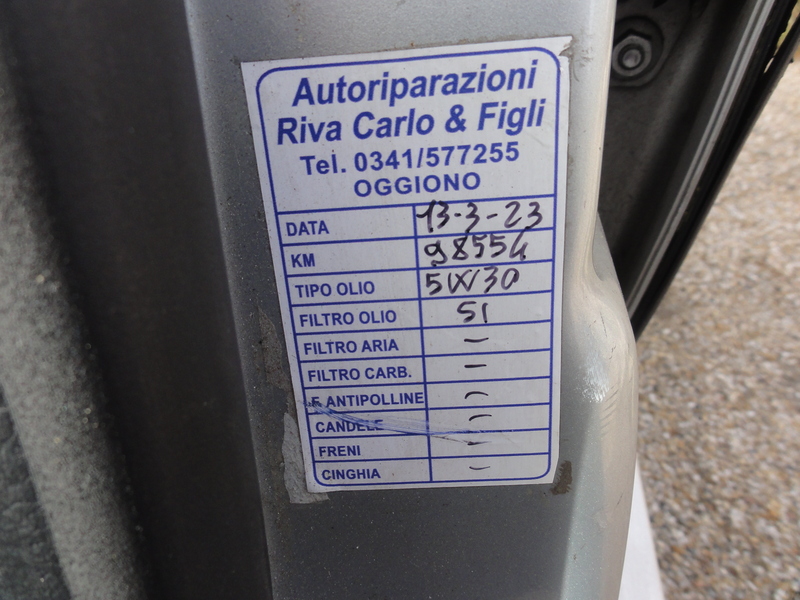 Autoriparazioni
Riva Carlo & Figli
Tel. 0341/577255
OGGIONO
DATA 13-3-23
KM 98554
TIPO OLIO 5W30
FILTRO OLIO SI
FILTRO ARIA -
FILTRO CARB. -
F. ANTIPOLLINE -
CANDELE -
FRENI -
CINGHIA -